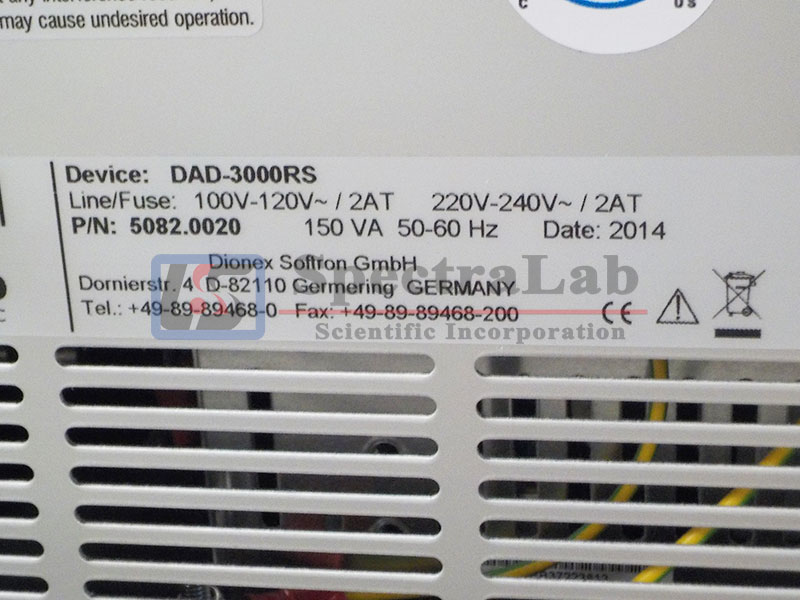 may cause undesired operation.
C US
Device: DAD-3000RS
Line/Fuse: 100V-120V~ / 2AT 220V-240V~ / 2AT
P/N: 5082.0020 150 VA 50-60 Hz Date: 2014
Dionex Softron GmbH
Dornierstr. 4 D-82110 Germering GERMANY
Tel.: +49-89-89468-0 Fax: +49-89-89468-200
CE
SpectraLab
Scientific Incorporation